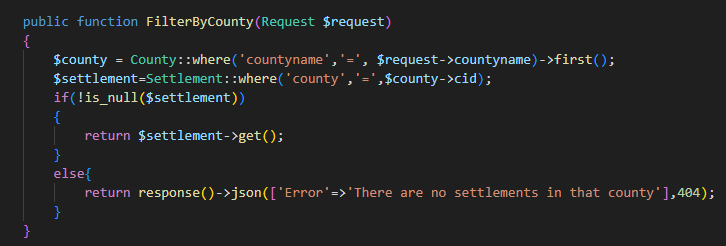 public function FilterByCounty(Request $request)
{
$county = County::where('countyname','=', $request->countyname)->first();
$settlement=Settlement::where('county','=',$county->cid);
if(!is_null($settlement))
{
return $settlement->get();
}
else{
return response()->json(['Error'=>'There are no settlements in that county'],404);
}
}